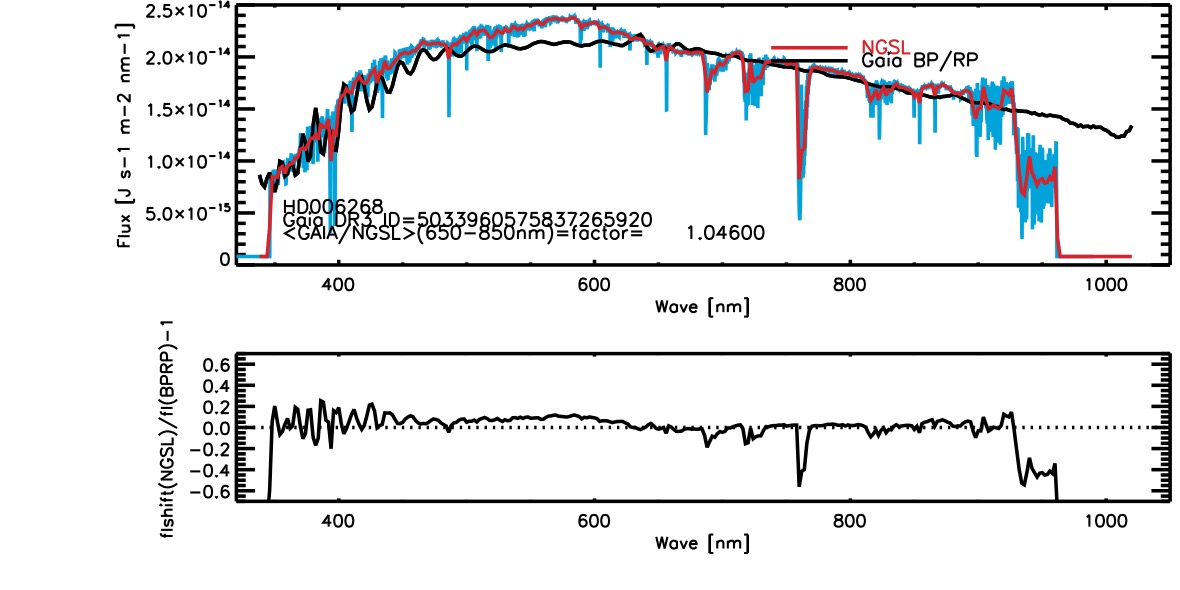 2.5×10−14
2.0×10−14
1.5×10−14
1.0×10−14
5.0×10−15
0
Flux [J s−1 m−2 nm−1]
NGSL
Gaia BP/RP
HD006268
Gaia DR3 ID=5033960575837265920
<GAIA/NGSL>(650−850nm)=factor= 1.04600
400 600 800 1000
Wave [nm]
flshift(NGSL)/fl(BPRP)−1
0.6
0.4
0.2
0.0
−0.2
−0.4
−0.6
400 600 800 1000
Wave [nm]